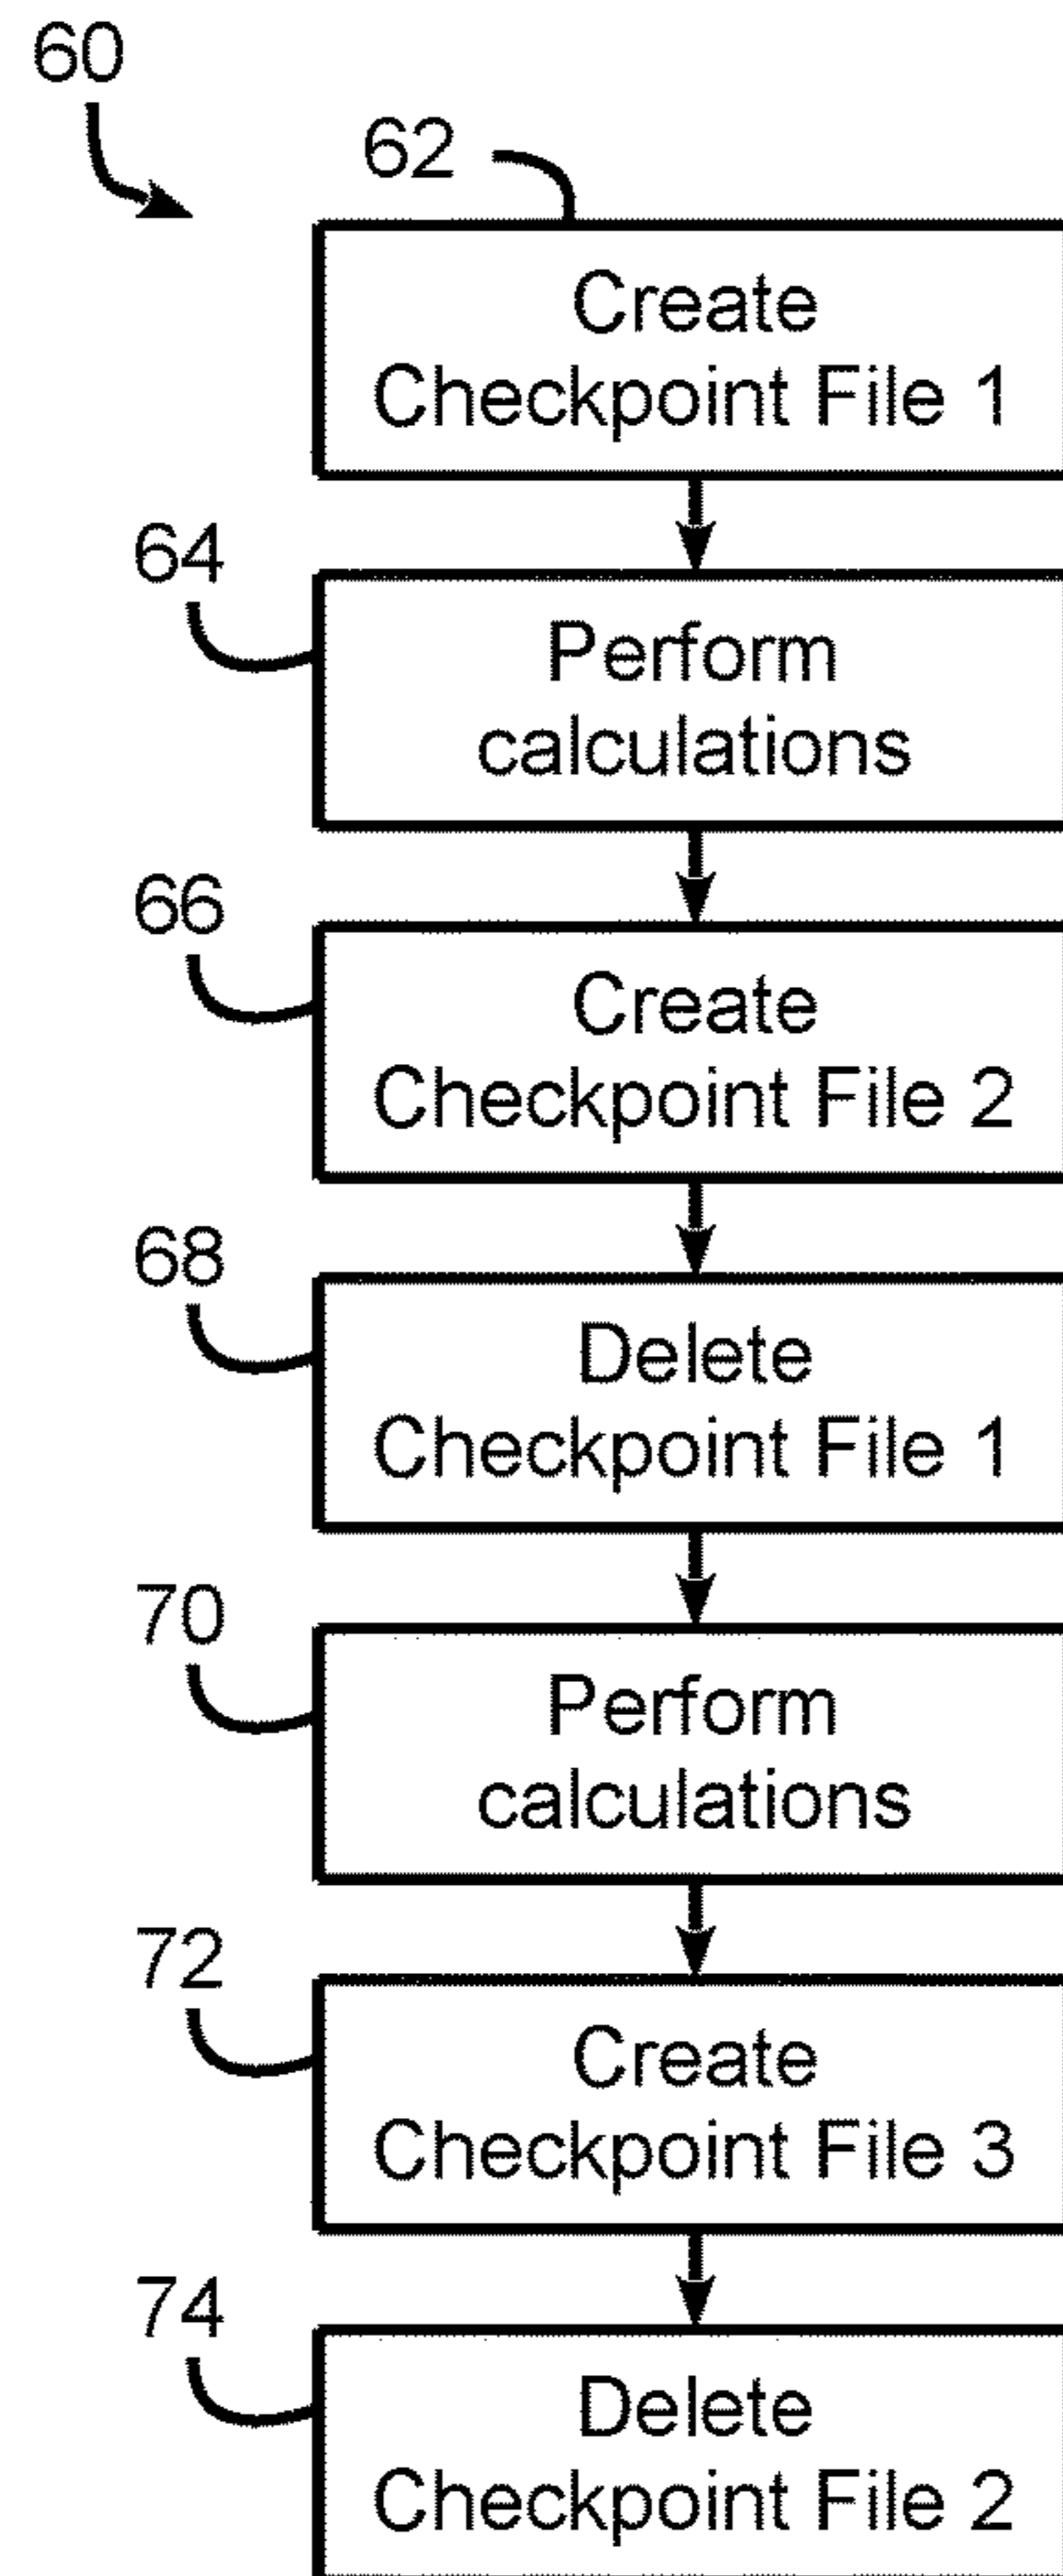 60
62
Create
Checkpoint File 1
64
Perform
calculations
66
Create
Checkpoint File 2
68
Delete
Checkpoint File 1
70
Perform
calculations
72
Create
Checkpoint File 3
74
Delete
Checkpoint File 2